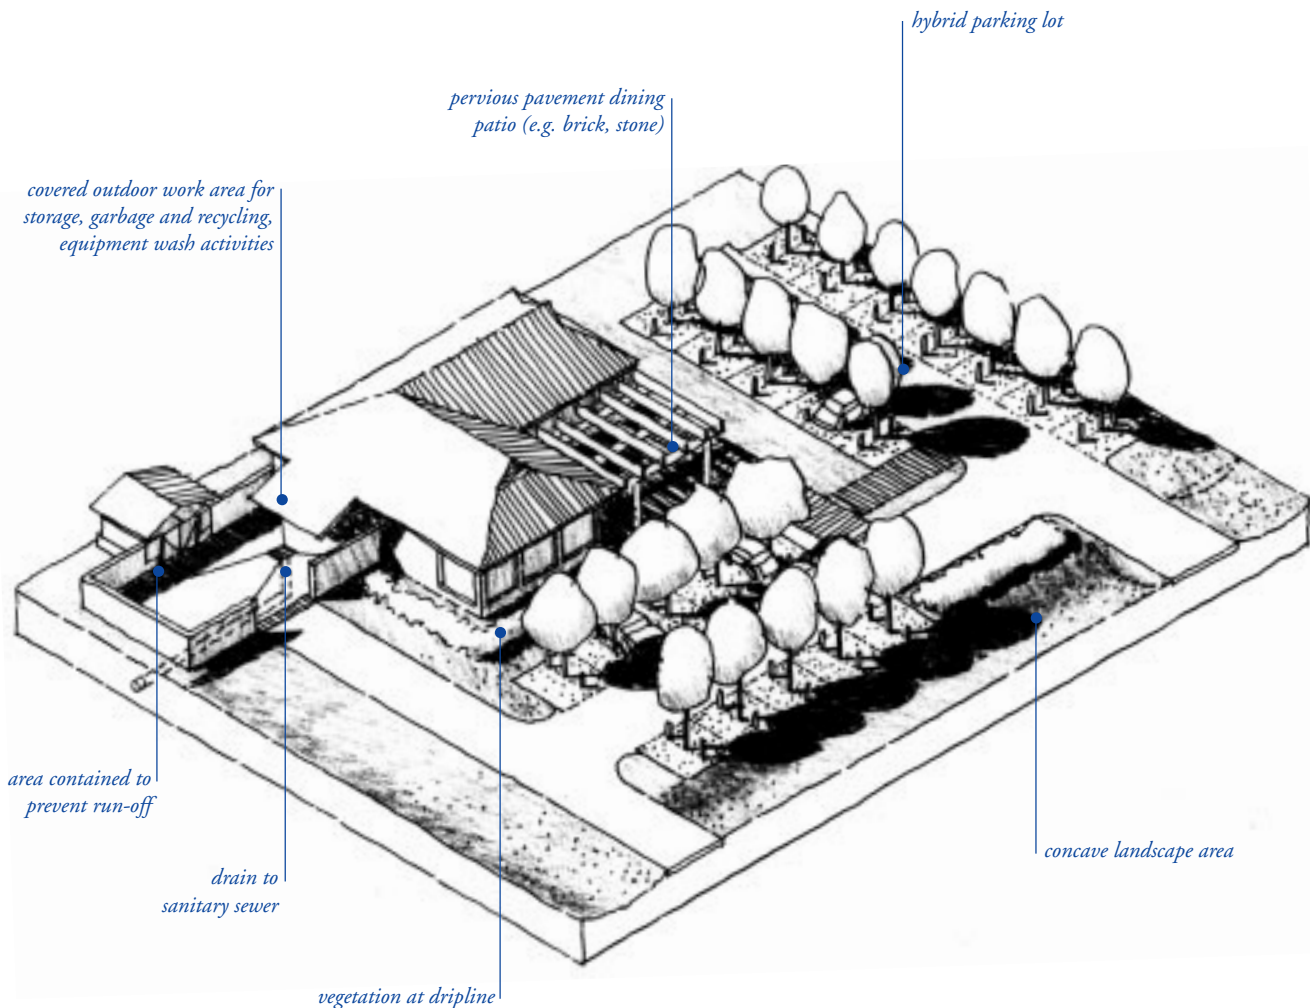 hybrid parking lot
pervious pavement dining
patio (e.g. brick, stone)
covered outdoor work area for
storage, garbage and recycling,
equipment wash activities
area contained to
prevent run-off
concave landscape area
drain to
sanitary sewer
vegetation at dripline